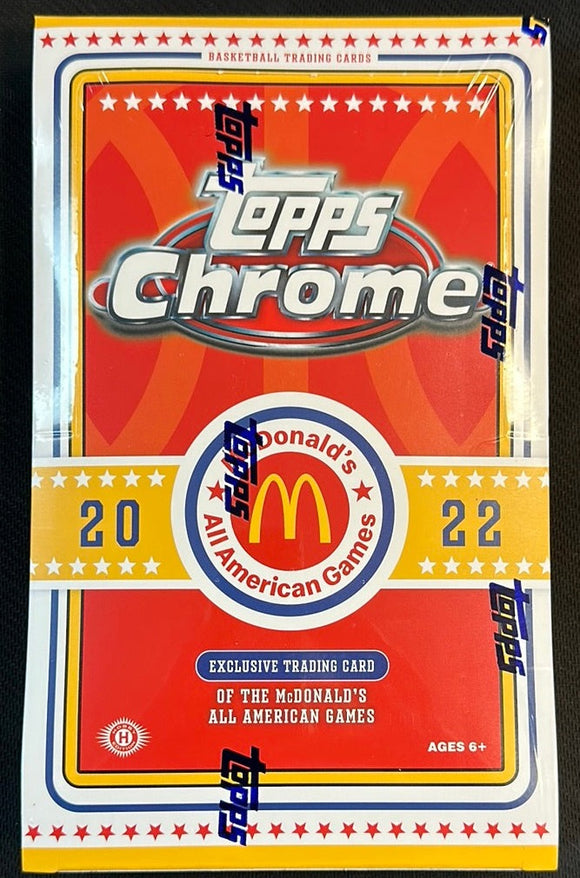 BASKETBALL TRADING CARDS
Topps
Chrome
Donald's
All American Games
20 22
EXCLUSIVE TRADING CARD
OF THE McDONALD'S
ALL AMERICAN GAMES
H
AGES 6+
Topps
Topps
Topps
Topps
Topps